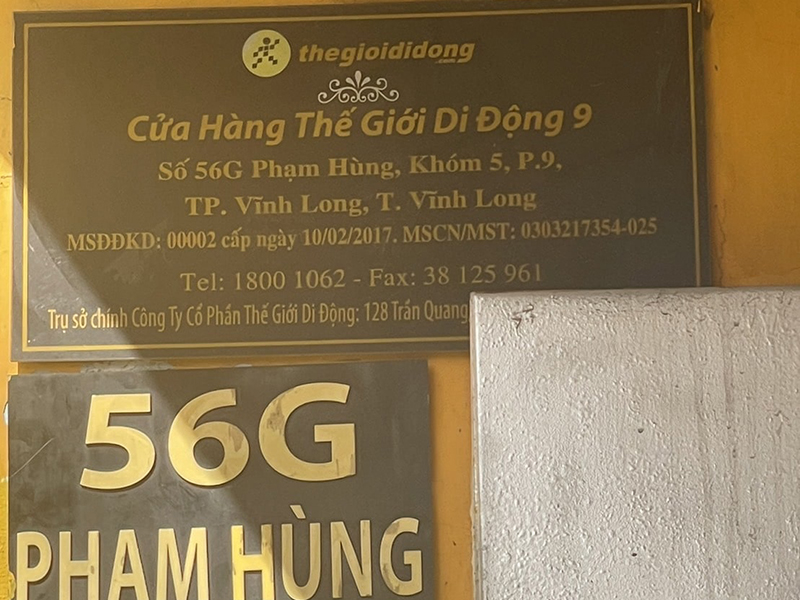 thegioididong
.com
Cửa Hàng Thế Giới Di Động 9
Số 56G Phạm Hùng, Khóm 5, P.9,
TP. Vĩnh Long, T. Vĩnh Long
MSĐĐKD: 00002 cấp ngày 10/02/2017. MSCN/MST: 0303217354-025
Tel: 1800 1062 - Fax: 38 125 961
Trụ sở chính Công Ty Cổ Phần Thế Giới Di Động: 128 Trần Quang
56G
PHẠM HÙNG